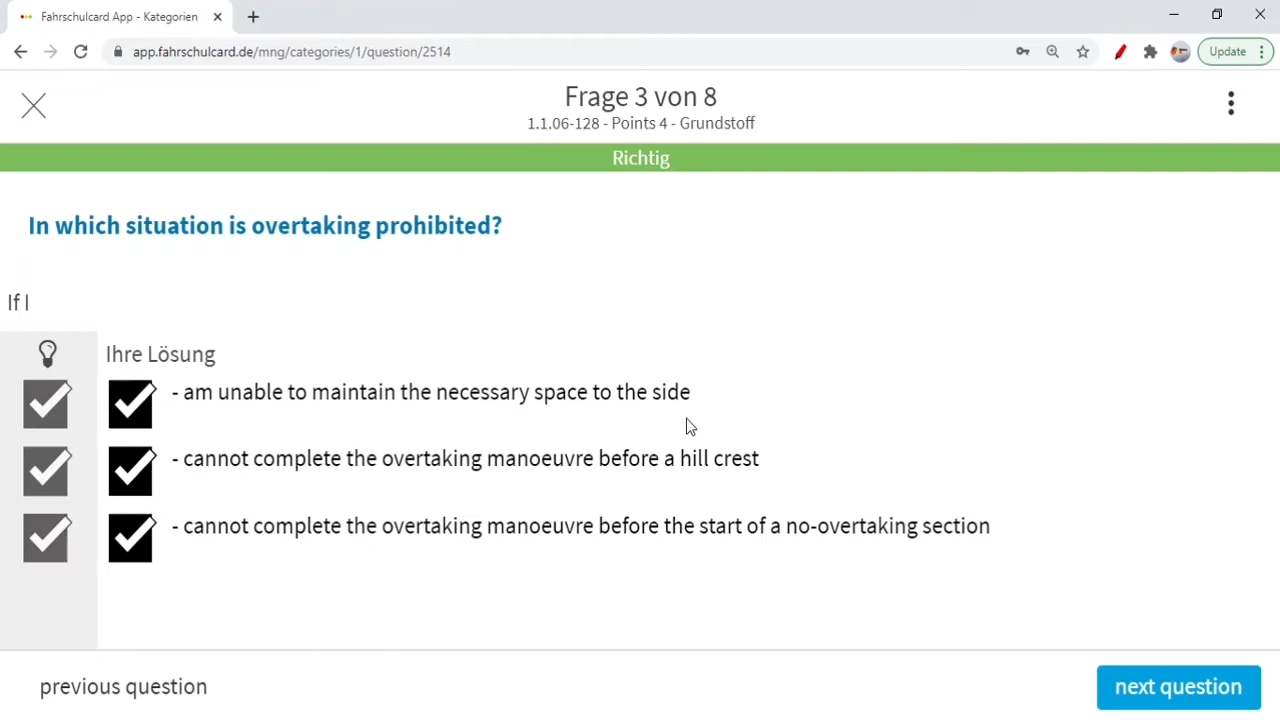 Fahrschulcard App - Kategorien
app.fahrschulcard.de/mng/categories/1/question/2514
Update
Frage 3 von 8
1.1.06-128 - Points 4 - Grundstoff
Richtig
In which situation is overtaking prohibited?
If I
Ihre Lösung
- am unable to maintain the necessary space to the side
- cannot complete the overtaking manoeuvre before a hill crest
- cannot complete the overtaking manoeuvre before the start of a no-overtaking section
previous question
next question